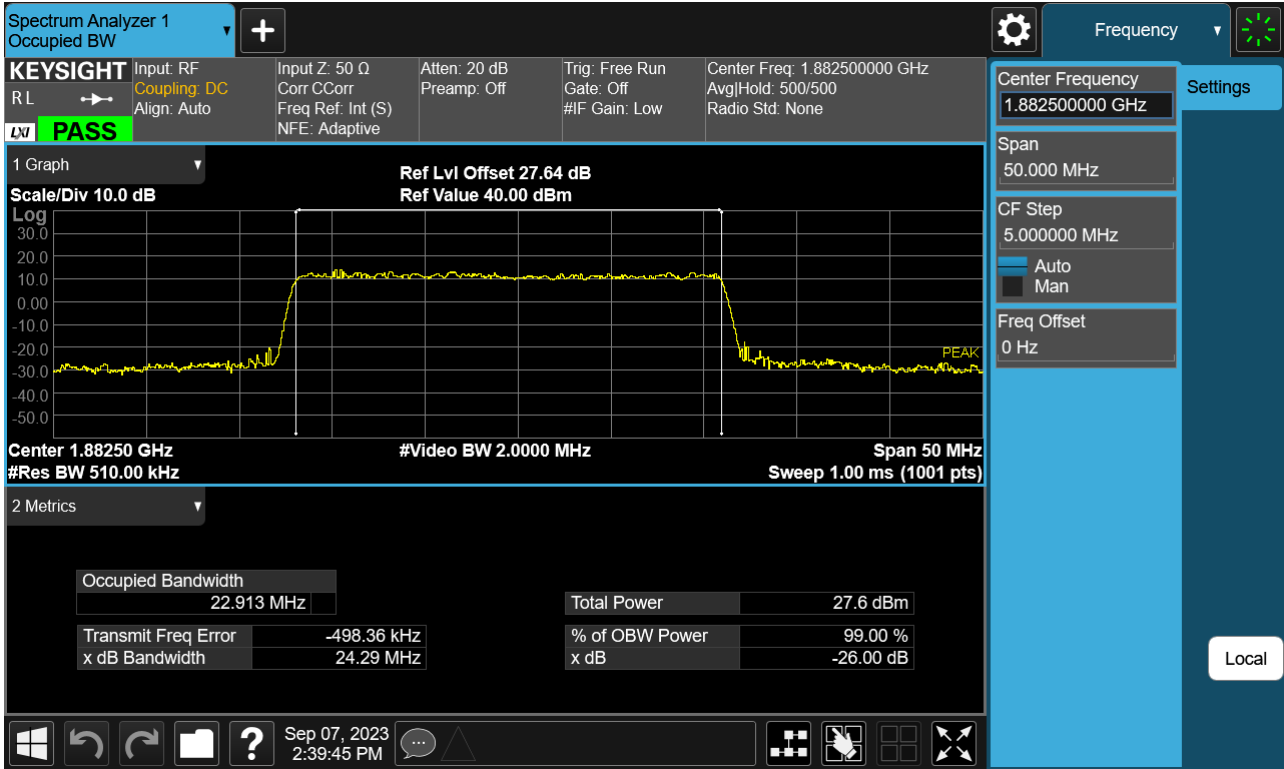 Spectrum Analyzer 1
Occupied BW
+
Frequency
KEYSIGHT
R L
LXI
PASS
Input: RF
Coupling: DC
Align: Auto
Input Z: 50 Ω
Corr CCorr
Freq Ref: Int (S)
NFE: Adaptive
Atten: 20 dB
Preamp: Off
Trig: Free Run
Gate: Off
#IF Gain: Low
Center Freq: 1.882500000 GHz
Avg|Hold: 500/500
Radio Std: None
Center Frequency
1.882500000 GHz
Settings
Span
50.000 MHz
CF Step
5.000000 MHz
Auto
Man
Freq Offset
0 Hz
Local
1 Graph
Scale/Div 10.0 dB
Ref Lvl Offset 27.64 dB
Ref Value 40.00 dBm
Log
30.0
20.0
10.0
0.00
-10.0
-20.0
-30.0
-40.0
-50.0
PEAK
Center 1.88250 GHz
#Video BW 2.0000 MHz
Span 50 MHz
#Res BW 510.00 kHz
Sweep 1.00 ms (1001 pts)
2 Metrics
Occupied Bandwidth
22.913 MHz
Total Power 27.6 dBm
Transmit Freq Error -498.36 kHz
% of OBW Power 99.00 %
x dB Bandwidth 24.29 MHz
x dB -26.00 dB
?
Sep 07, 2023
2:39:45 PM